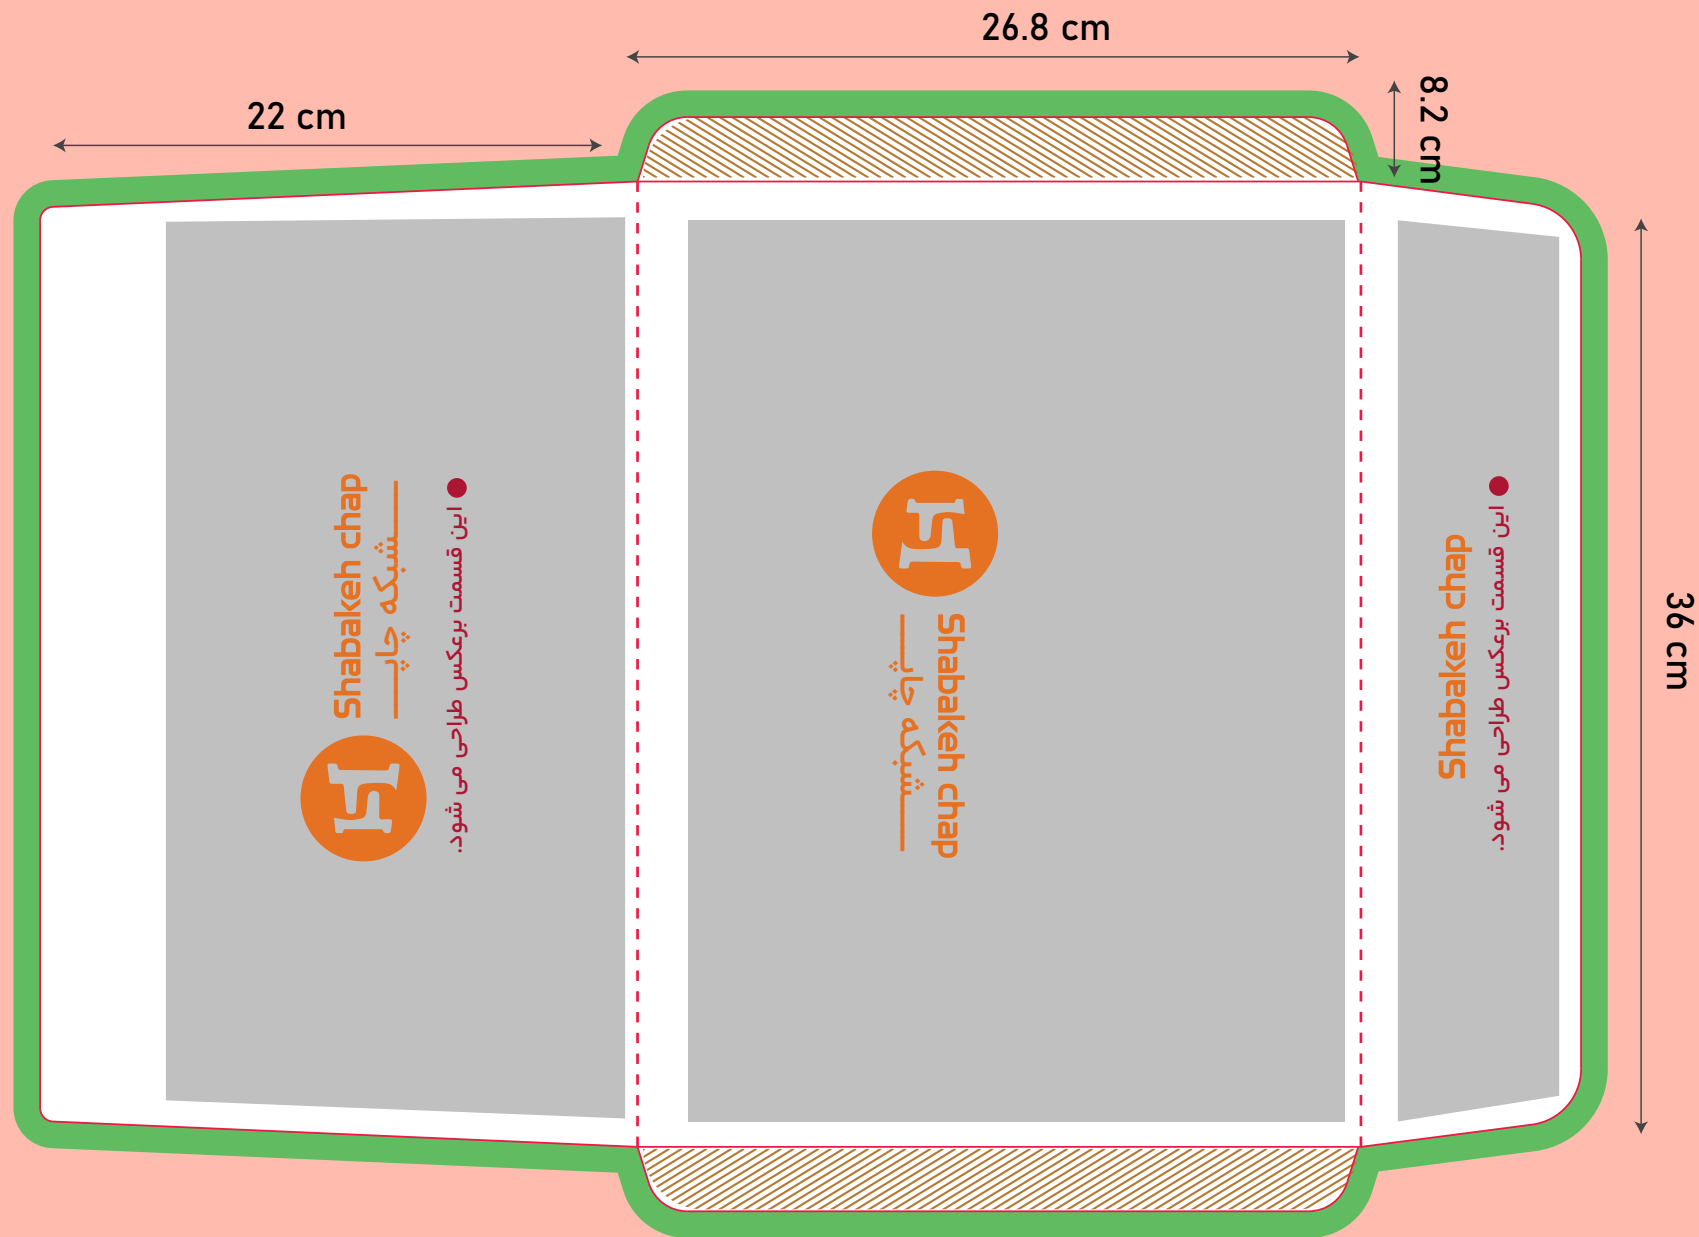 26.8 cm
22 cm
8.2 cm
36 cm
Shabakeh chap
شبکه چاپ
این قسمت برعکس طراحی می شود.
Shabakeh chap
شبکه چاپ
Shabakeh chap
این قسمت برعکس طراحی می شود.